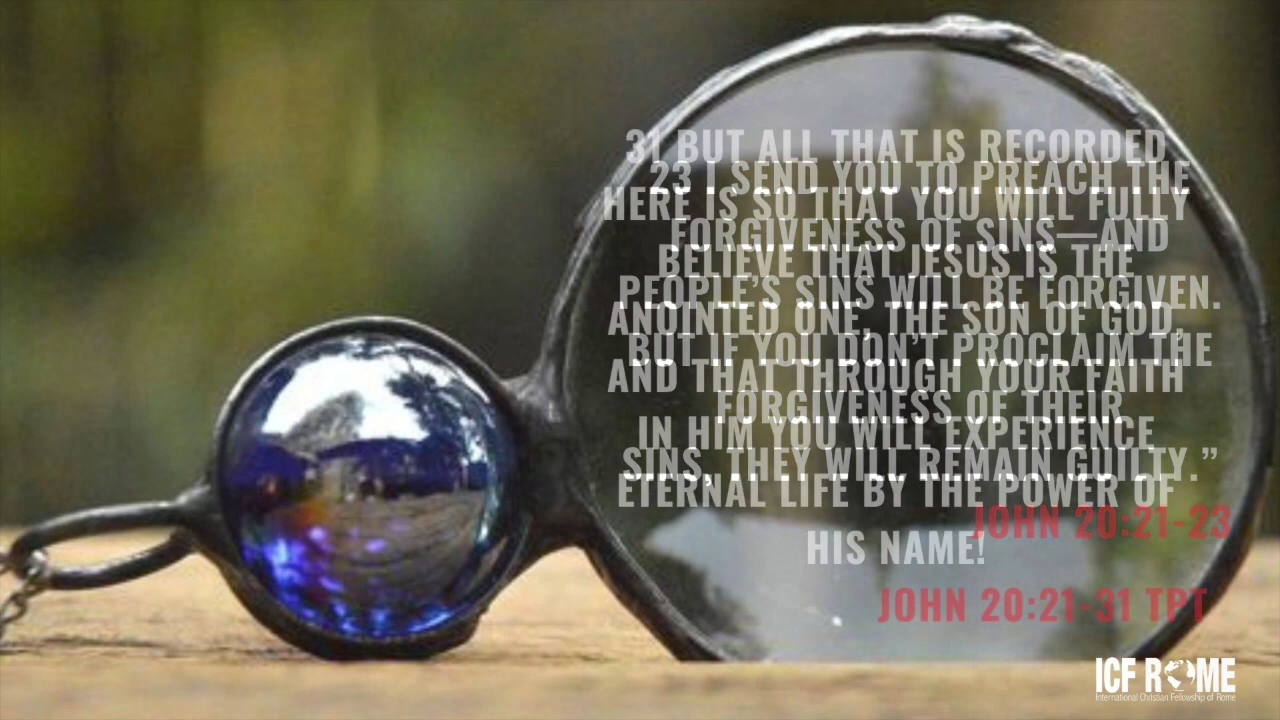 31 BUT ALL THAT IS RECORDED
HERE IS SO THAT YOU WILL FULLY
BELIEVE THAT JESUS IS THE
ANOINTED ONE, THE SON OF GOD,
AND THAT THROUGH YOUR FAITH
IN HIM YOU WILL EXPERIENCE
ETERNAL LIFE BY THE POWER OF
HIS NAME!
JOHN 20:21-31 TPT
23 I SEND YOU TO PREACH THE
FORGIVENESS OF SINS—AND
PEOPLE’S SINS WILL BE FORGIVEN.
BUT IF YOU DON’T PROCLAIM THE
FORGIVENESS OF THEIR
SINS, THEY WILL REMAIN GUILTY.”
JOHN 20:21-23
ICF ROME
International Christian Fellowship of Rome